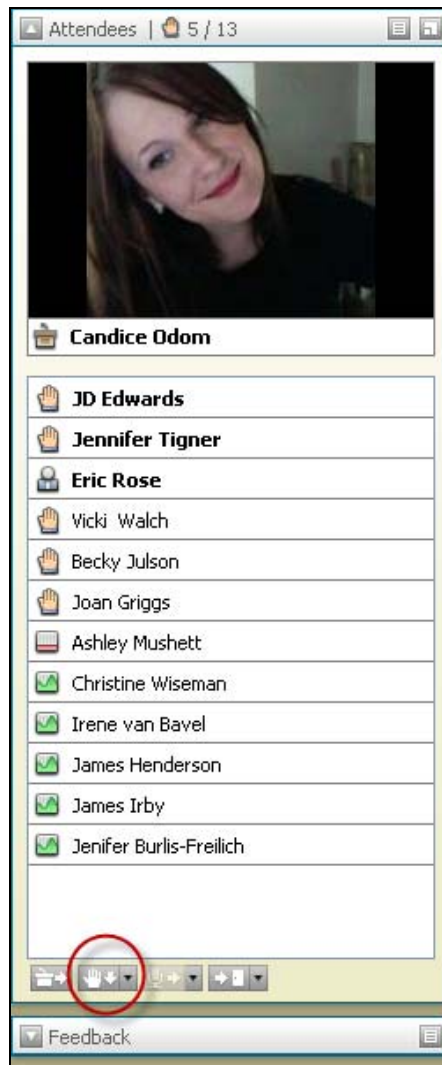 Attendees | 5 / 13
Candice Odom
JD Edwards
Jennifer Tigner
Eric Rose
Vicki Walch
Becky Julson
Joan Griggs
Ashley Mushett
Christine Wiseman
Irene van Bavel
James Henderson
James Irby
Jenifer Burlis-Freilich
Feedback